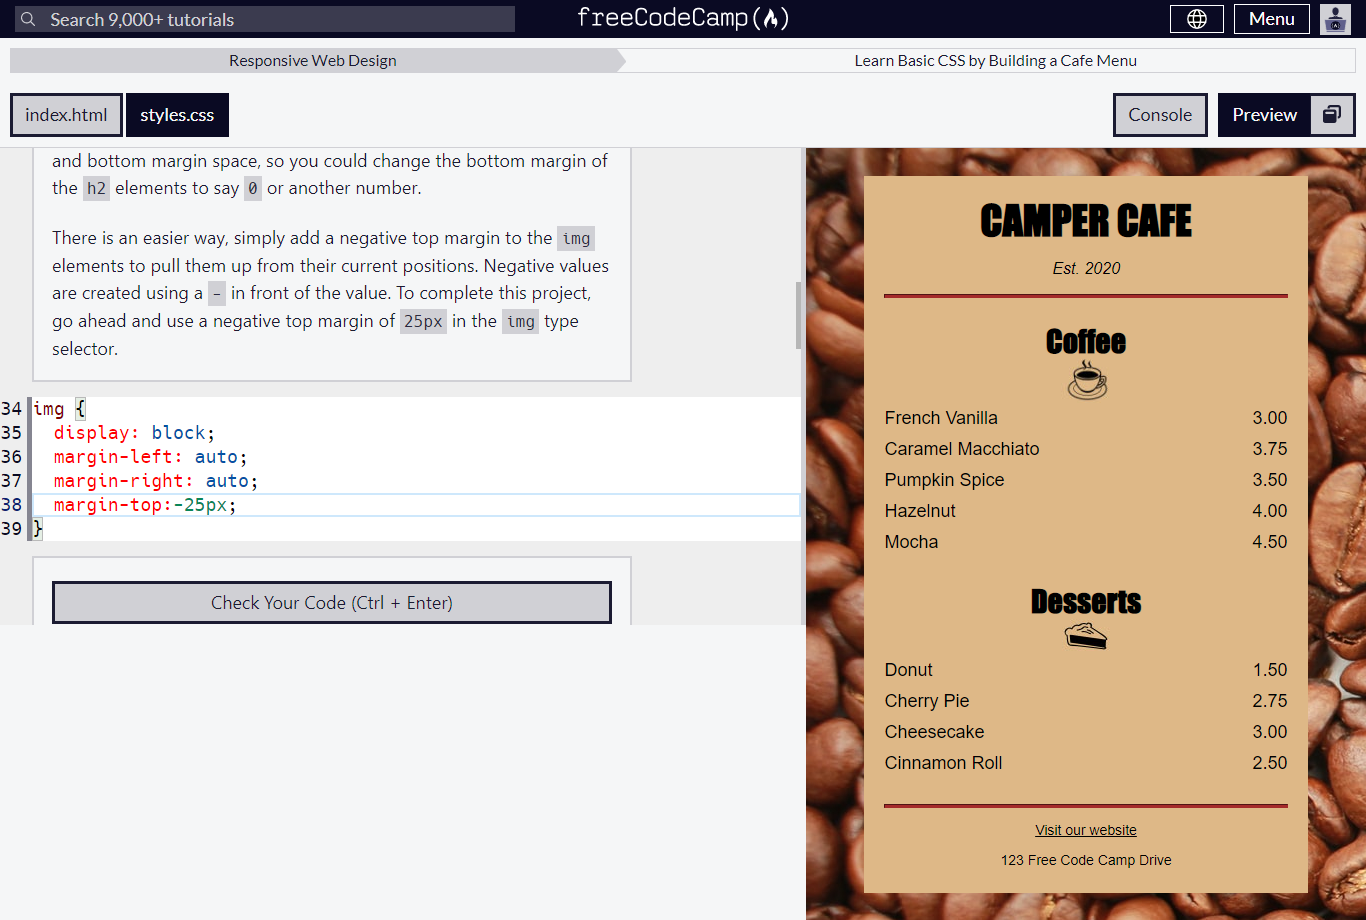 Search 9,000+ tutorials
freeCodeCamp
Menu
Responsive Web Design
Learn Basic CSS by Building a Cafe Menu
index.html
styles.css
Console
Preview
and bottom margin space, so you could change the bottom margin of
the h2 elements to say 0 or another number.
There is an easier way, simply add a negative top margin to the img
elements to pull them up from their current positions. Negative values
are created using a - in front of the value. To complete this project,
go ahead and use a negative top margin of 25px in the img type
selector.
34 img {
35 display: block;
36 margin-left: auto;
37 margin-right: auto;
38 margin-top:-25px;
39 }
Check Your Code (Ctrl + Enter)
CAMPER CAFE
Est. 2020
Coffee
French Vanilla 3.00
Caramel Macchiato 3.75
Pumpkin Spice 3.50
Hazelnut 4.00
Mocha 4.50
Desserts
Donut 1.50
Cherry Pie 2.75
Cheesecake 3.00
Cinnamon Roll 2.50
Visit our website
123 Free Code Camp Drive